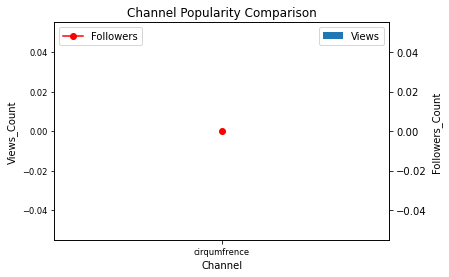 Channel Popularity Comparison
Followers
Views
0.04
0.02
0.00
−0.02
−0.04
Views_Count
0.04
0.02
0.00
−0.02
−0.04
Followers_Count
cirqumfrence
Channel